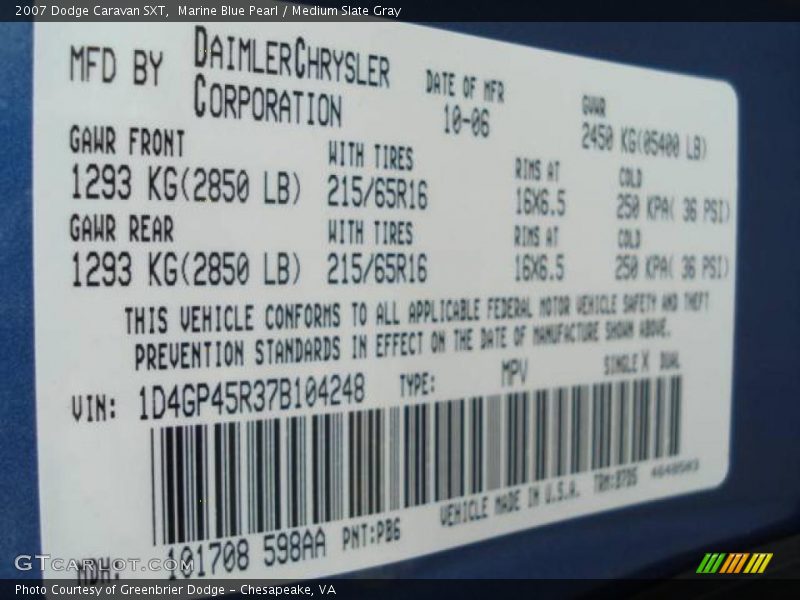 2007 Dodge Caravan SXT, Marine Blue Pearl / Medium Slate Gray
MFD BY DAIMLERCHRYSLER CORPORATION
DATE OF MFR 10-06
GVWR 2450 KG(05400 LB)
GAWR FRONT WITH TIRES RIMS AT COLD
1293 KG(2850 LB) 215/65R16 16X6.5 250 KPA( 36 PSI)
GAWR REAR WITH TIRES RIMS AT COLD
1293 KG(2850 LB) 215/65R16 16X6.5 250 KPA( 36 PSI)
THIS VEHICLE CONFORMS TO ALL APPLICABLE FEDERAL MOTOR VEHICLE SAFETY AND THEFT
PREVENTION STANDARDS IN EFFECT ON THE DATE OF MANUFACTURE SHOWN ABOVE.
VIN: 1D4GP45R37B104248 TYPE: MPV SINGLE X DUAL
VEHICLE MADE IN U.S.A.
MDH: 101708 598AA PNT:PB6
GTCarLot.com
Photo Courtesy of Greenbrier Dodge – Chesapeake, VA